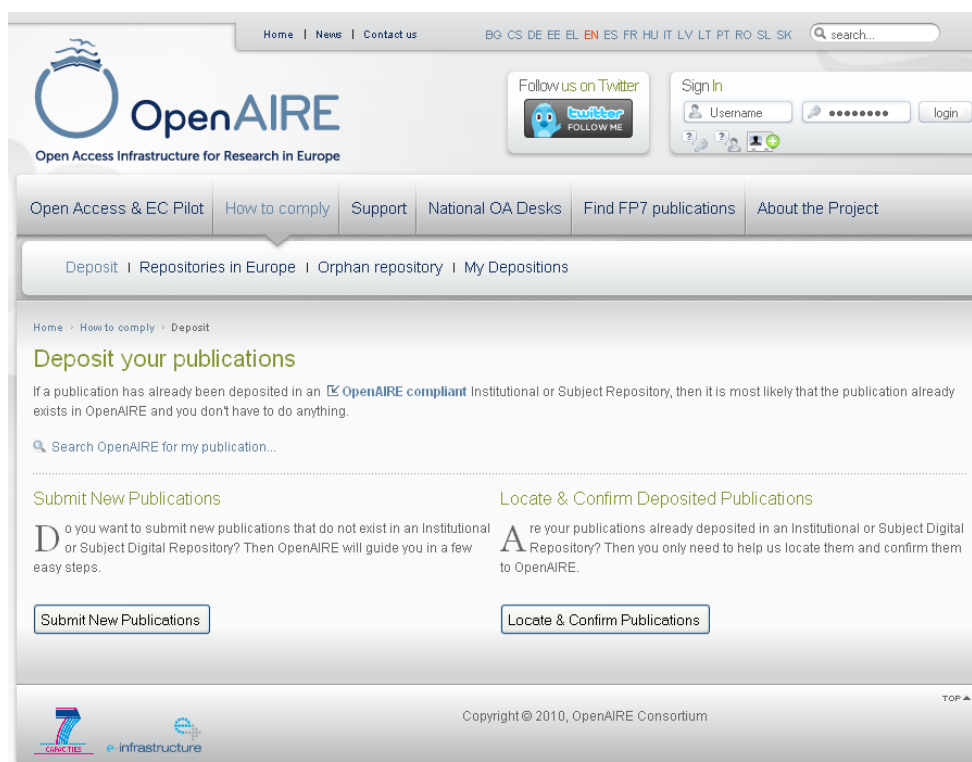 Home | News | Contact us
BG CS DE EE EL EN ES FR HU IT LV LT PT RO SL SK
search...
OpenAIRE
Open Access Infrastructure for Research in Europe
Follow us on Twitter
twitter
FOLLOW ME
Sign In
Username
login
Open Access & EC Pilot
How to comply
Support
National OA Desks
Find FP7 publications
About the Project
Deposit | Repositories in Europe | Orphan repository | My Depositions
Home › How to comply › Deposit
Deposit your publications
If a publication has already been deposited in an OpenAIRE compliant Institutional or Subject Repository, then it is most likely that the publication already
exists in OpenAIRE and you don't have to do anything.
Search OpenAIRE for my publication...
Submit New Publications
Do you want to submit new publications that do not exist in an Institutional
or Subject Digital Repository? Then OpenAIRE will guide you in a few
easy steps.
Submit New Publications
Locate & Confirm Deposited Publications
Are your publications already deposited in an Institutional or Subject Digital
Repository? Then you only need to help us locate them and confirm them
to OpenAIRE.
Locate & Confirm Publications
TOP
Copyright © 2010, OpenAIRE Consortium
7
CAPACITIES
e-infrastructure